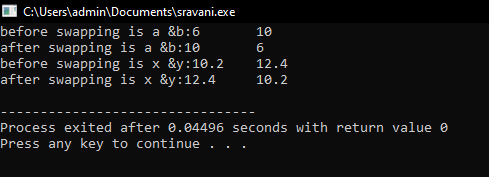 C:\Users\admin\Documents\sravani.exe
before swapping is a &b:6       10
after swapping is a &b:10       6
before swapping is x &y:10.2    12.4
after swapping is x &y:12.4     10.2
--------------------------------
Process exited after 0.04496 seconds with return value 0
Press any key to continue . . .